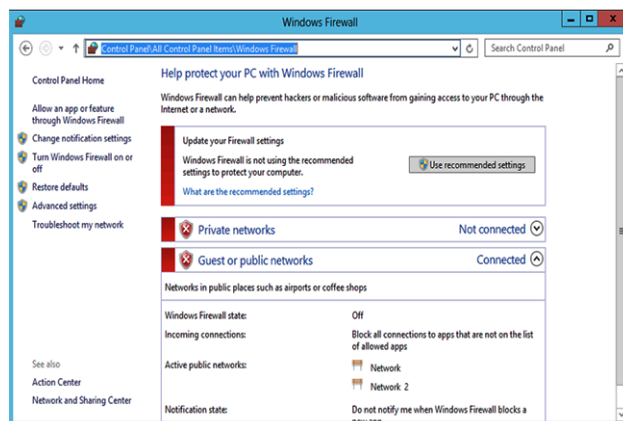 Windows Firewall
Control Panel\All Control Panel Items\Windows Firewall
Search Control Panel
Control Panel Home
Allow an app or feature
through Windows Firewall
Change notification settings
Turn Windows Firewall on or
off
Restore defaults
Advanced settings
Troubleshoot my network
See also
Action Center
Network and Sharing Center
Help protect your PC with Windows Firewall
Windows Firewall can help prevent hackers or malicious software from gaining access to your PC through the
Internet or a network.
Update your Firewall settings
Windows Firewall is not using the recommended
settings to protect your computer.
Use recommended settings
What are the recommended settings?
Private networks Not connected
Guest or public networks Connected
Networks in public places such as airports or coffee shops
Windows Firewall state: Off
Incoming connections: Block all connections to apps that are not on the list
of allowed apps
Active public networks: Network
Network 2
Notification state: Do not notify me when Windows Firewall blocks a